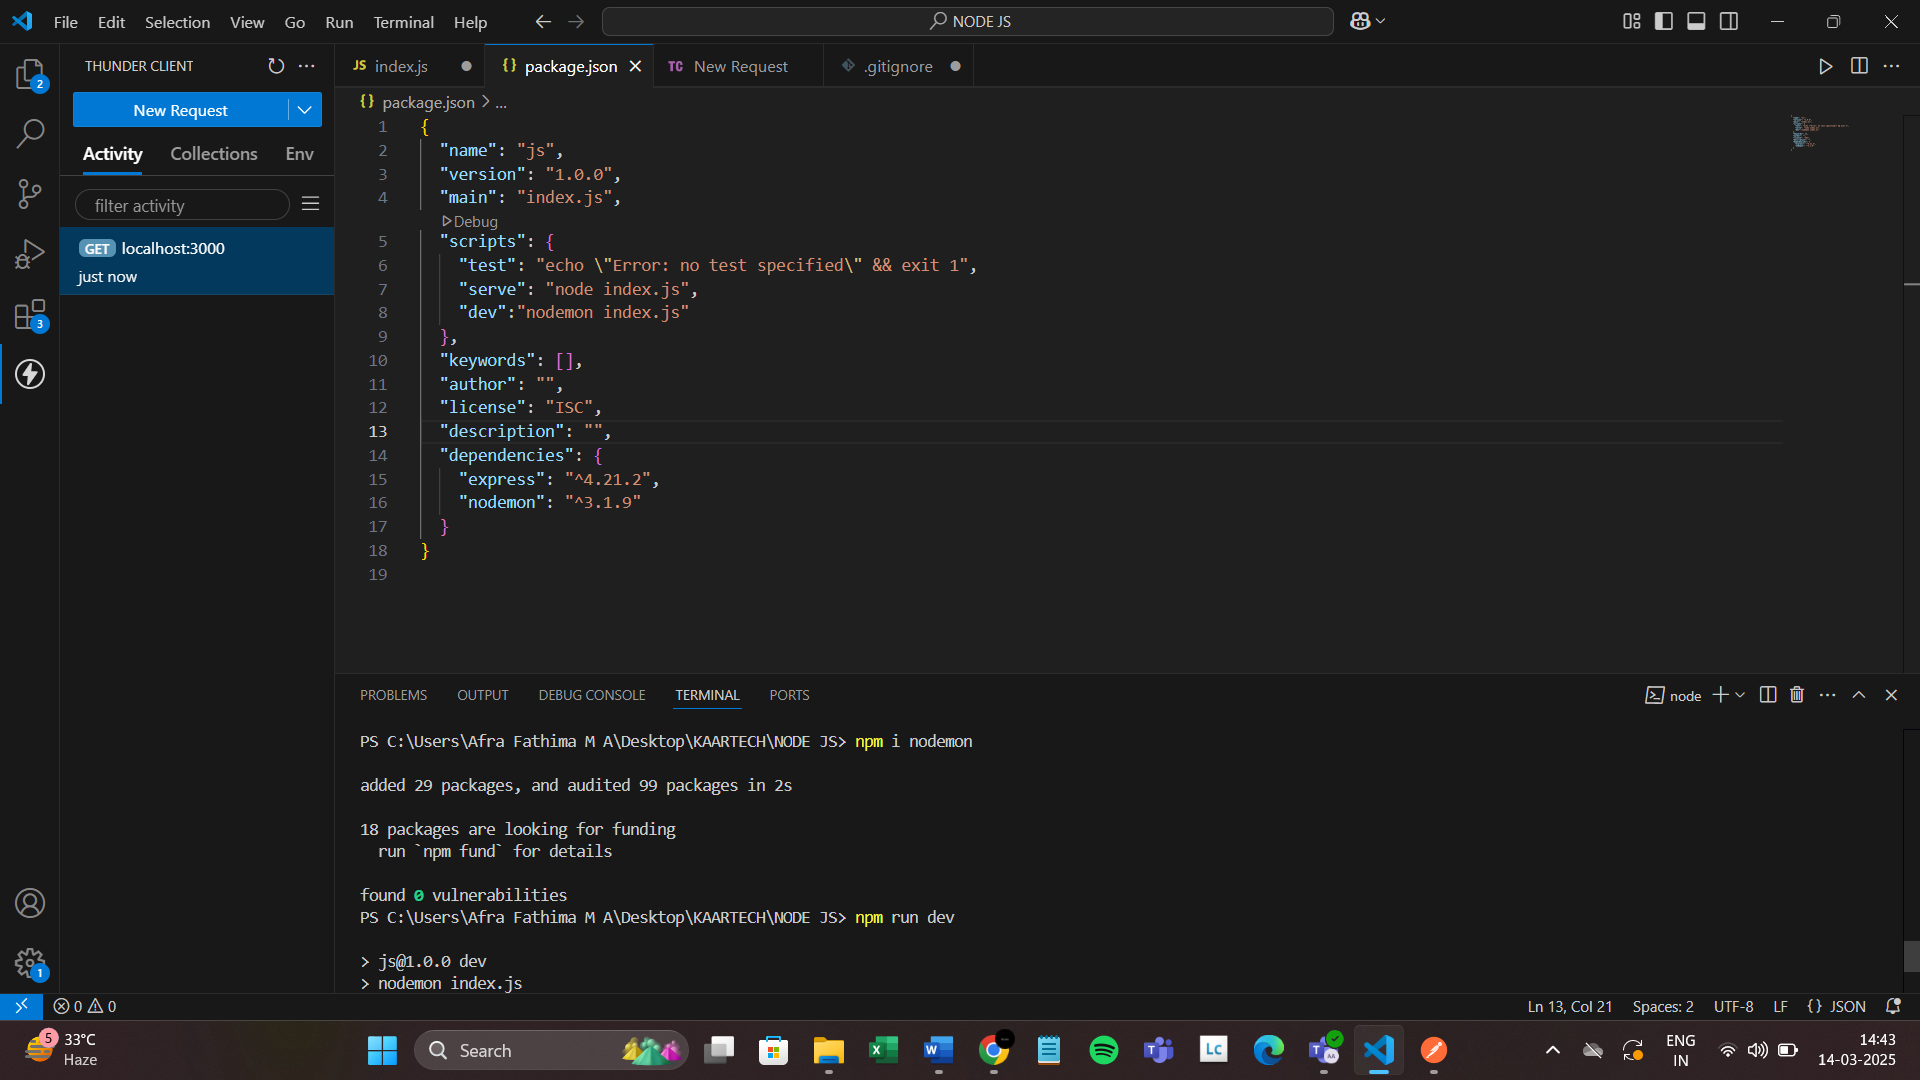 File Edit Selection View Go Run Terminal Help
NODE JS
THUNDER CLIENT
New Request
Activity Collections Env
filter activity
GET localhost:3000
just now
2
3
1
JS index.js
{} package.json
TC New Request
.gitignore
{} package.json > ...
1 {
2 "name": "js",
3 "version": "1.0.0",
4 "main": "index.js",
Debug
5 "scripts": {
6 "test": "echo \"Error: no test specified\" && exit 1",
7 "serve": "node index.js",
8 "dev":"nodemon index.js"
9 },
10 "keywords": [],
11 "author": "",
12 "license": "ISC",
13 "description": "",
14 "dependencies": {
15 "express": "^4.21.2",
16 "nodemon": "^3.1.9"
17 }
18 }
19
PROBLEMS OUTPUT DEBUG CONSOLE TERMINAL PORTS
node
PS C:\Users\Afra Fathima M A\Desktop\KAARTECH\NODE JS> npm i nodemon
added 29 packages, and audited 99 packages in 2s
18 packages are looking for funding
run `npm fund` for details
found 0 vulnerabilities
PS C:\Users\Afra Fathima M A\Desktop\KAARTECH\NODE JS> npm run dev
> js@1.0.0 dev
> nodemon index.js
0 0
Ln 13, Col 21 Spaces: 2 UTF-8 LF {} JSON
5
33°C
Haze
Search
LC
ENG
IN
14:43
14-03-2025